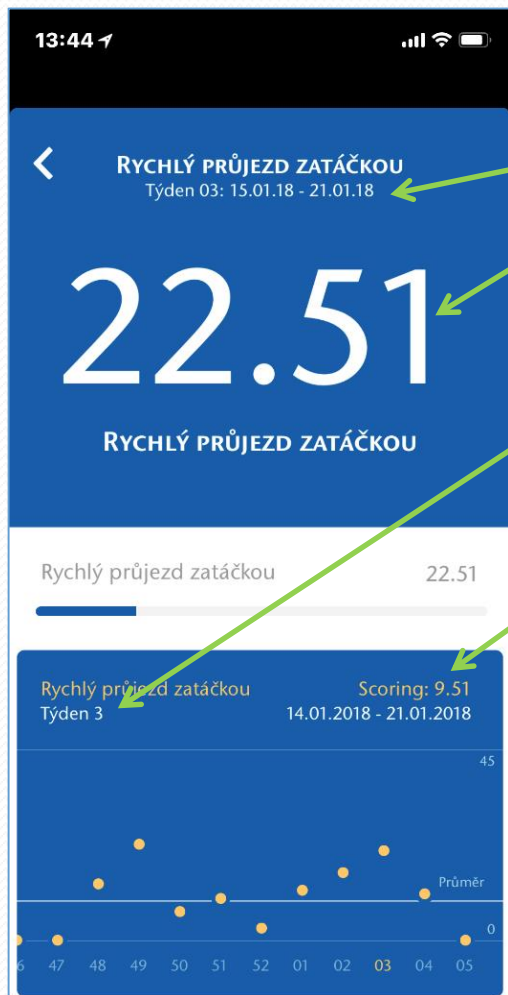 13:44
RYCHLÝ PRŮJEZD ZATÁČKOU
Týden 03: 15.01.18 - 21.01.18
22.51
RYCHLÝ PRŮJEZD ZATÁČKOU
Rychlý průjezd zatáčkou 22.51
Rychlý průjezd zatáčkou Scoring: 9.51
Týden 3 14.01.2018 - 21.01.2018
45
Průměr
0
6 47 48 49 50 51 52 01 02 03 04 05